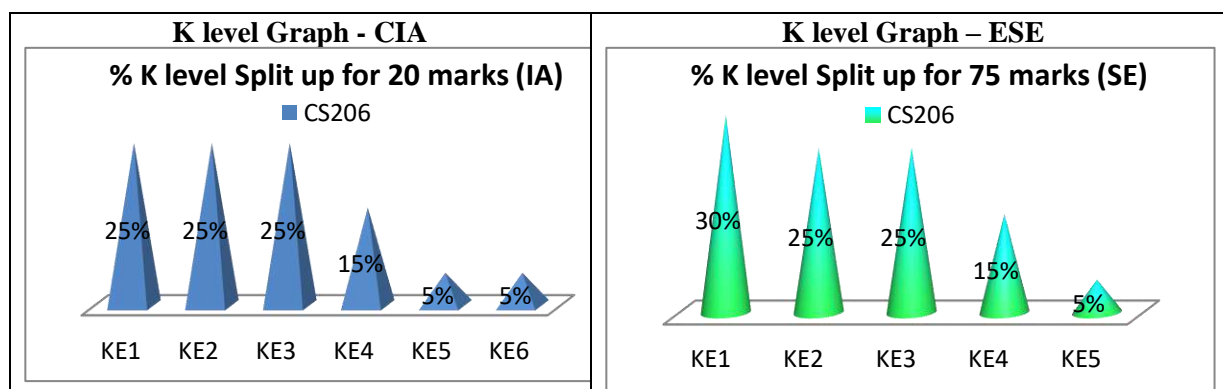 K level Graph - CIA
% K level Split up for 20 marks (IA)
CS206
25% 25% 25% 15% 5% 5%
KE1 KE2 KE3 KE4 KE5 KE6
K level Graph – ESE
% K level Split up for 75 marks (SE)
CS206
30% 25% 25% 15% 5%
KE1 KE2 KE3 KE4 KE5